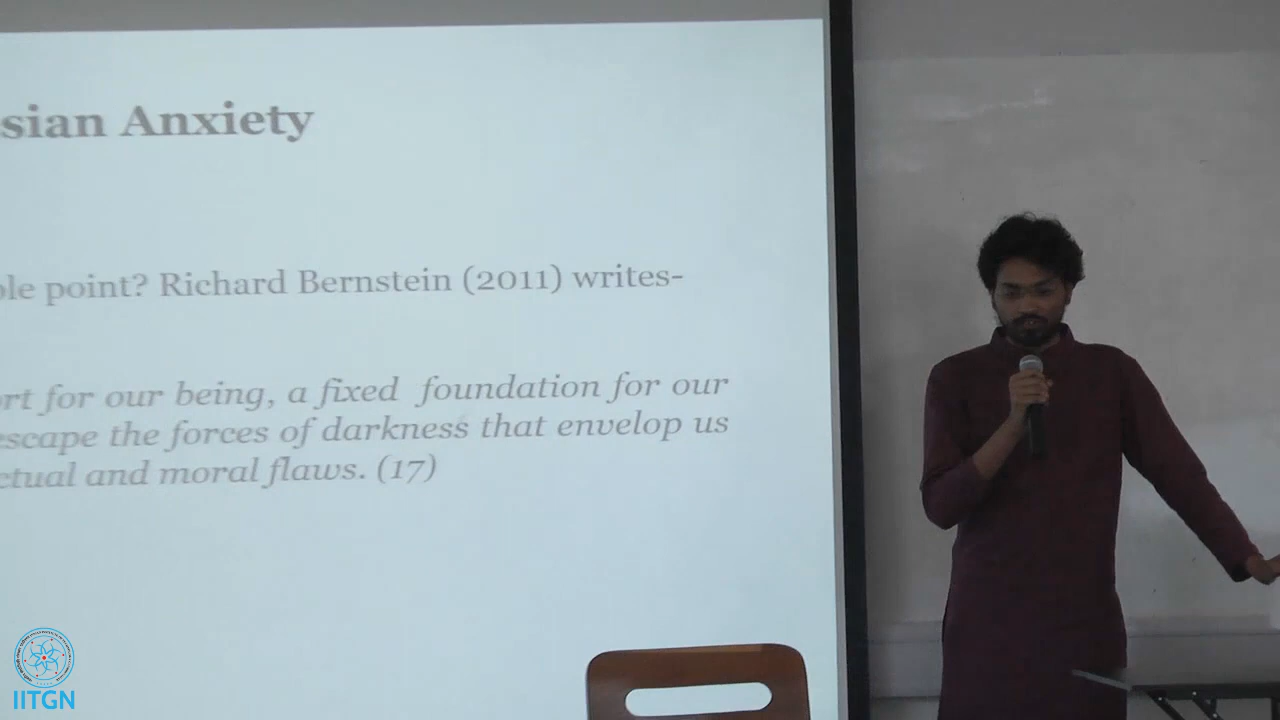 sian Anxiety
ble point? Richard Bernstein (2011) writes-
ort for our being, a fixed foundation for our
escape the forces of darkness that envelop us
ctual and moral flaws. (17)
IITGN